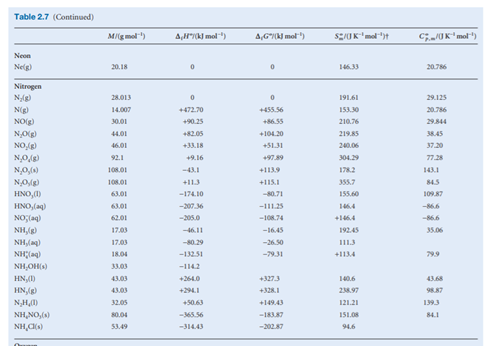 Table 2.7 (Continued)
M/(g mol⁻¹) ΔfH°/(kJ mol⁻¹) ΔfG°/(kJ mol⁻¹) S°m/(J K⁻¹ mol⁻¹)† C°p,m/(J K⁻¹ mol⁻¹)
Neon
Ne(g) 20.18 0 0 146.33 20.786
Nitrogen
N₂(g) 28.013 0 0 191.61 29.125
N(g) 14.007 +472.70 +455.56 153.30 20.786
NO(g) 30.01 +90.25 +86.55 210.76 29.844
N₂O(g) 44.01 +82.05 +104.20 219.85 38.45
NO₂(g) 46.01 +33.18 +51.31 240.06 37.20
N₂O₄(g) 92.1 +9.16 +97.89 304.29 77.28
N₂O₅(s) 108.01 −43.1 +113.9 178.2 143.1
N₂O₅(g) 108.01 +11.3 +115.1 355.7 84.5
HNO₃(l) 63.01 −174.10 −80.71 155.60 109.87
HNO₃(aq) 63.01 −207.36 −111.25 146.4 −86.6
NO₃⁻(aq) 62.01 −205.0 −108.74 +146.4 −86.6
NH₃(g) 17.03 −46.11 −16.45 192.45 35.06
NH₃(aq) 17.03 −80.29 −26.50 111.3
NH₄⁺(aq) 18.04 −132.51 −79.31 +113.4 79.9
NH₂OH(s) 33.03 −114.2
HN₃(l) 43.03 +264.0 +327.3 140.6 43.68
HN₃(g) 43.03 +294.1 +328.1 238.97 98.87
N₂H₄(l) 32.05 +50.63 +149.43 121.21 139.3
NH₄NO₃(s) 80.04 −365.56 −183.87 151.08 84.1
NH₄Cl(s) 53.49 −314.43 −202.87 94.6